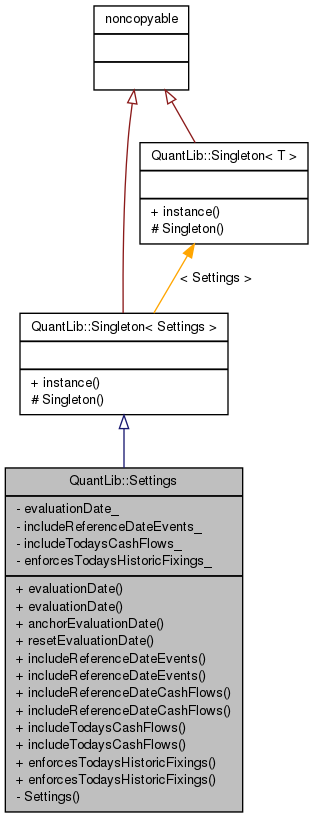 noncopyable
QuantLib::Singleton< T >
+ instance()
# Singleton()
< Settings >
QuantLib::Singleton< Settings >
+ instance()
# Singleton()
QuantLib::Settings
- evaluationDate_
- includeReferenceDateEvents_
- includeTodaysCashFlows_
- enforcesTodaysHistoricFixings_
+ evaluationDate()
+ evaluationDate()
+ anchorEvaluationDate()
+ resetEvaluationDate()
+ includeReferenceDateEvents()
+ includeReferenceDateEvents()
+ includeReferenceDateCashFlows()
+ includeReferenceDateCashFlows()
+ includeTodaysCashFlows()
+ includeTodaysCashFlows()
+ enforcesTodaysHistoricFixings()
+ enforcesTodaysHistoricFixings()
- Settings()